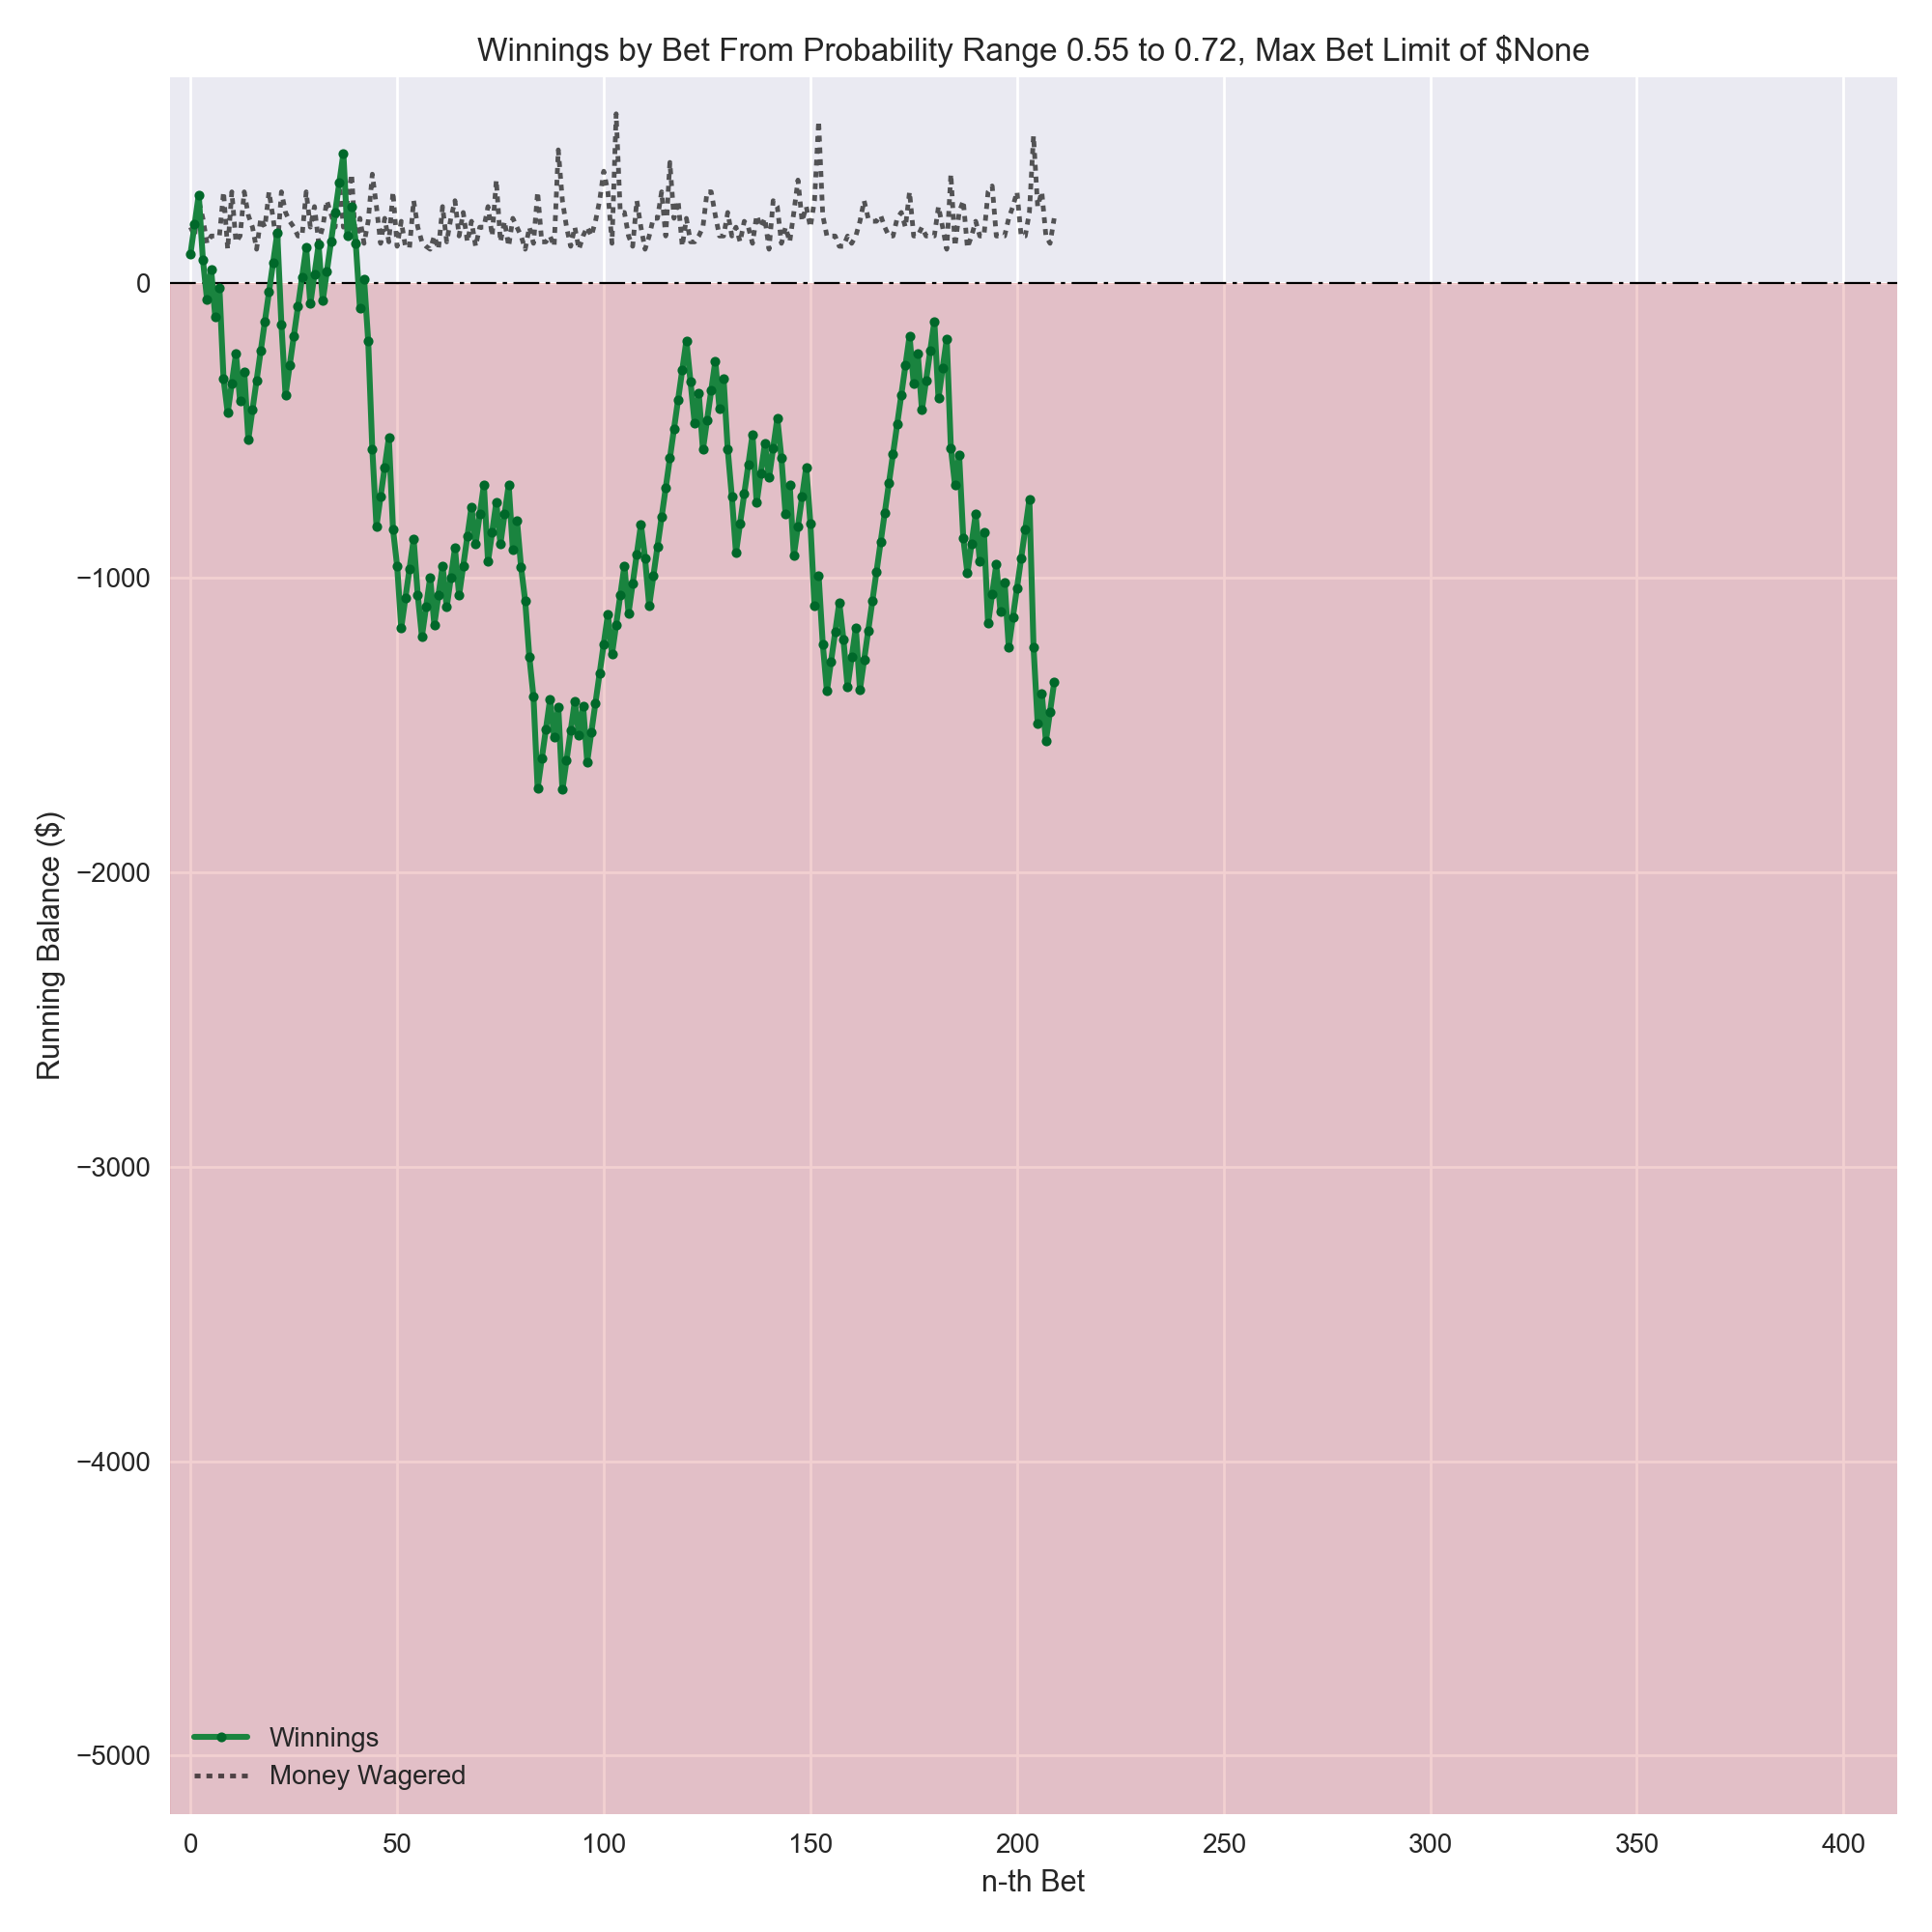 Winnings by Bet From Probability Range 0.55 to 0.72, Max Bet Limit of $None
0
−1000
−2000
−3000
−4000
−5000
Running Balance ($)
Winnings
Money Wagered
0 50 100 150 200 250 300 350 400
n-th Bet